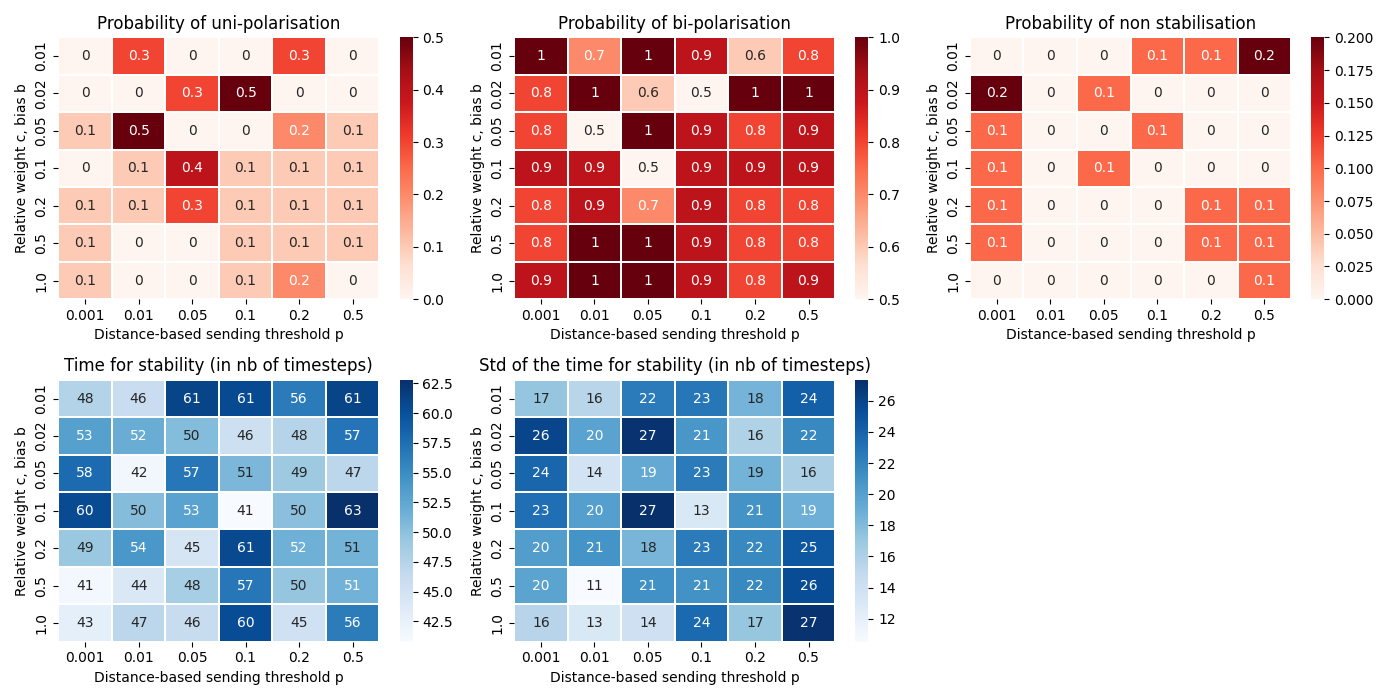 Probability of uni-polarisation
Relative weight c, bias b
0.01 0 0.3 0 0 0.3 0
0.02 0 0 0.3 0.5 0 0
0.05 0.1 0.5 0 0 0.2 0.1
0.1 0 0.1 0.4 0.1 0.1 0.1
0.2 0.1 0.1 0.3 0.1 0.1 0.1
0.5 0.1 0 0 0.1 0.1 0.1
1.0 0.1 0 0 0.1 0.2 0
0.001 0.01 0.05 0.1 0.2 0.5
Distance-based sending threshold p
0.5
0.4
0.3
0.2
0.1
0.0
Probability of bi-polarisation
Relative weight c, bias b
0.01 1 0.7 1 0.9 0.6 0.8
0.02 0.8 1 0.6 0.5 1 1
0.05 0.8 0.5 1 0.9 0.8 0.9
0.1 0.9 0.9 0.5 0.9 0.9 0.9
0.2 0.8 0.9 0.7 0.9 0.8 0.8
0.5 0.8 1 1 0.9 0.8 0.8
1.0 0.9 1 1 0.9 0.8 0.9
0.001 0.01 0.05 0.1 0.2 0.5
Distance-based sending threshold p
1.0
0.9
0.8
0.7
0.6
0.5
Probability of non stabilisation
Relative weight c, bias b
0.01 0 0 0 0.1 0.1 0.2
0.02 0.2 0 0.1 0 0 0
0.05 0.1 0 0 0.1 0 0
0.1 0.1 0 0.1 0 0 0
0.2 0.1 0 0 0 0.1 0.1
0.5 0.1 0 0 0 0.1 0.1
1.0 0 0 0 0 0 0.1
0.001 0.01 0.05 0.1 0.2 0.5
Distance-based sending threshold p
0.200
0.175
0.150
0.125
0.100
0.075
0.050
0.025
0.000
Time for stability (in nb of timesteps)
Relative weight c, bias b
0.01 48 46 61 61 56 61
0.02 53 52 50 46 48 57
0.05 58 42 57 51 49 47
0.1 60 50 53 41 50 63
0.2 49 54 45 61 52 51
0.5 41 44 48 57 50 51
1.0 43 47 46 60 45 56
0.001 0.01 0.05 0.1 0.2 0.5
Distance-based sending threshold p
62.5
60.0
57.5
55.0
52.5
50.0
47.5
45.0
42.5
Std of the time for stability (in nb of timesteps)
Relative weight c, bias b
0.01 17 16 22 23 18 24
0.02 26 20 27 21 16 22
0.05 24 14 19 23 19 16
0.1 23 20 27 13 21 19
0.2 20 21 18 23 22 25
0.5 20 11 21 21 22 26
1.0 16 13 14 24 17 27
0.001 0.01 0.05 0.1 0.2 0.5
Distance-based sending threshold p
26
24
22
20
18
16
14
12